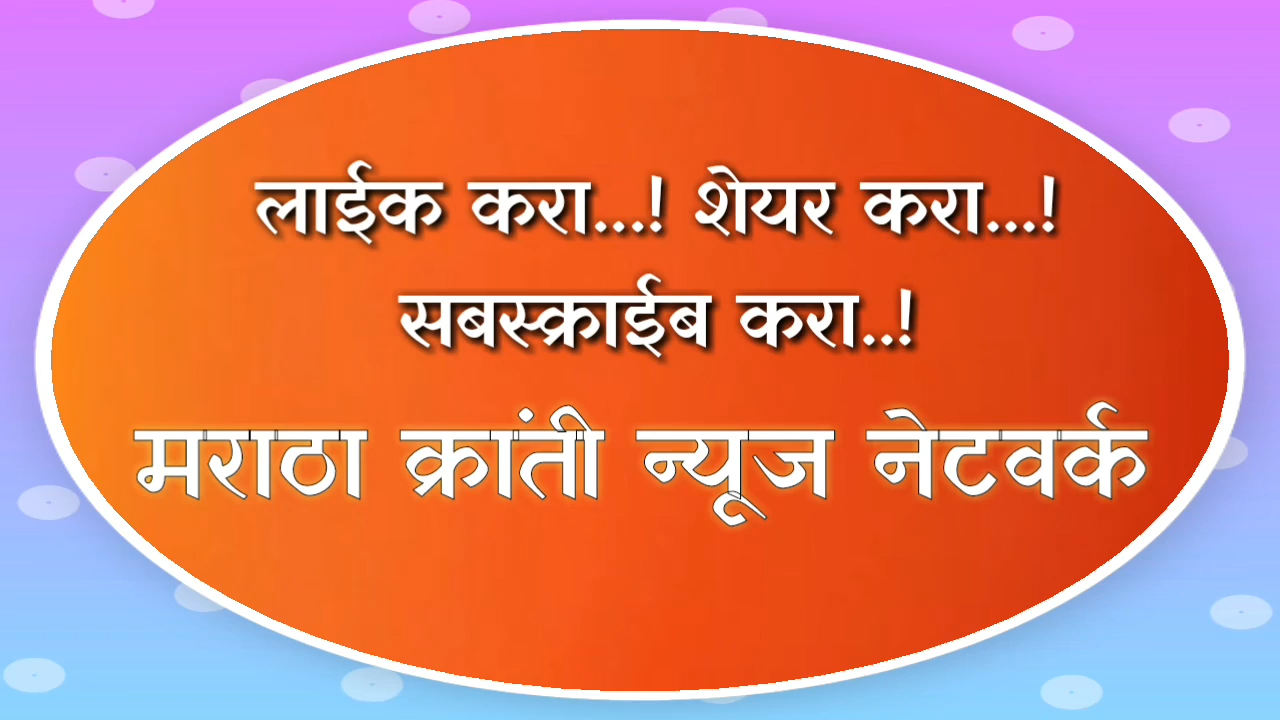 लाईक करा...! शेयर करा...!
सबस्क्राईब करा..!
मराठा क्रांती न्यूज नेटवर्क